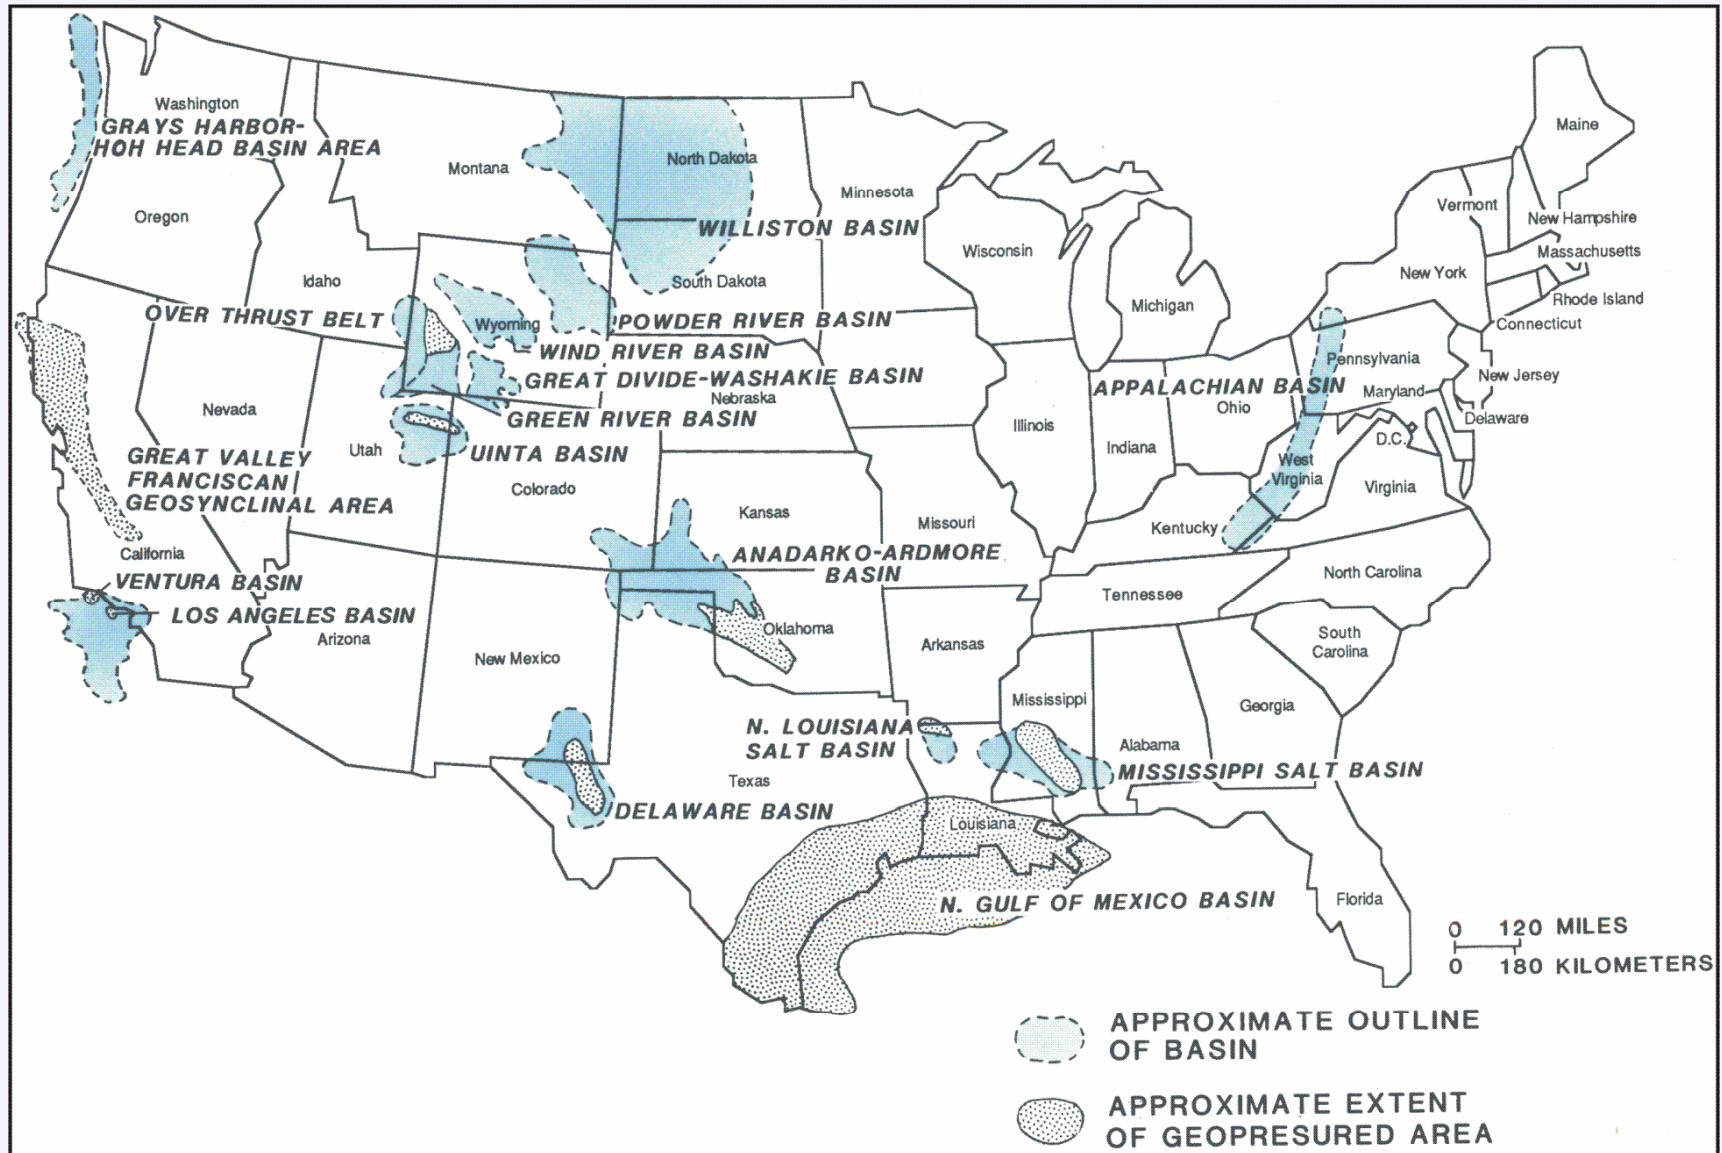 Washington
GRAYS HARBOR-
HOH HEAD BASIN AREA
Oregon
Montana
North Dakota
Minnesota
WILLISTON BASIN
South Dakota
Idaho
Wyoming
OVER THRUST BELT
POWDER RIVER BASIN
WIND RIVER BASIN
GREAT DIVIDE-WASHAKIE BASIN
Nebraska
GREEN RIVER BASIN
UINTA BASIN
Nevada
Utah
Colorado
GREAT VALLEY
FRANCISCAN
GEOSYNCLINAL AREA
California
VENTURA BASIN
LOS ANGELES BASIN
Arizona
New Mexico
Kansas
ANADARKO-ARDMORE
BASIN
Oklahoma
Missouri
Arkansas
Wisconsin
Michigan
Illinois
Indiana
Ohio
APPALACHIAN BASIN
Kentucky
Tennessee
West
Virginia
Virginia
North Carolina
South
Carolina
Georgia
Alabama
Mississippi
N. LOUISIANA
SALT BASIN
MISSISSIPPI SALT BASIN
Texas
DELAWARE BASIN
Louisiana
N. GULF OF MEXICO BASIN
Florida
Maine
Vermont
New Hampshire
Massachusetts
New York
Rhode Island
Connecticut
Pennsylvania
New Jersey
Maryland
Delaware
D.C.
0 120 MILES
0 180 KILOMETERS
APPROXIMATE OUTLINE
OF BASIN
APPROXIMATE EXTENT
OF GEOPRESURED AREA